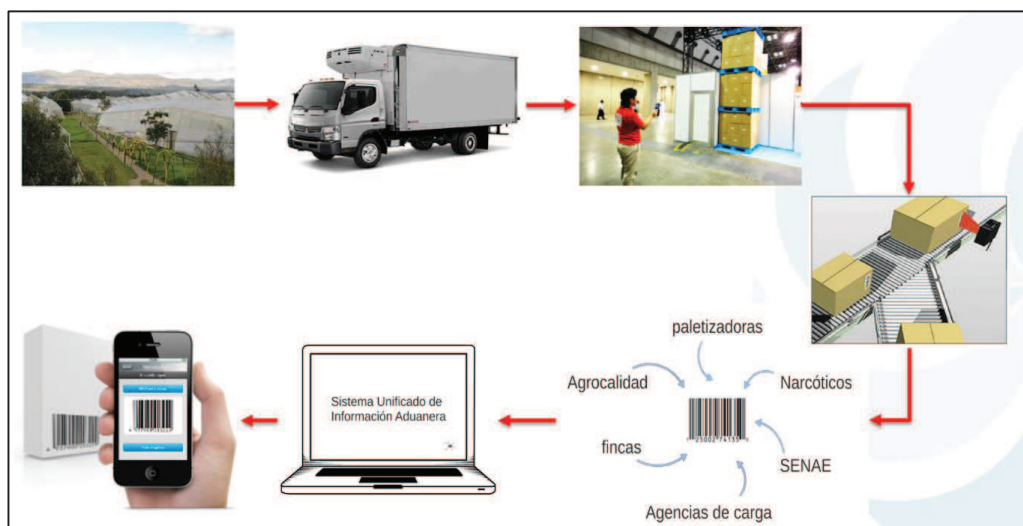 paletizadoras
Agrocalidad
Narcóticos
fincas
SENAE
Agencias de carga
Sistema Unificado de
Información Aduanera